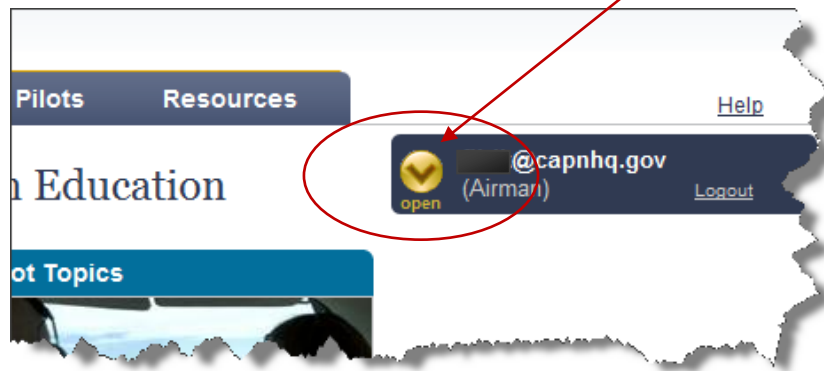 Pilots Resources
Help
@capnhq.gov
(Airman)
Logout
open
Education
ot Topics